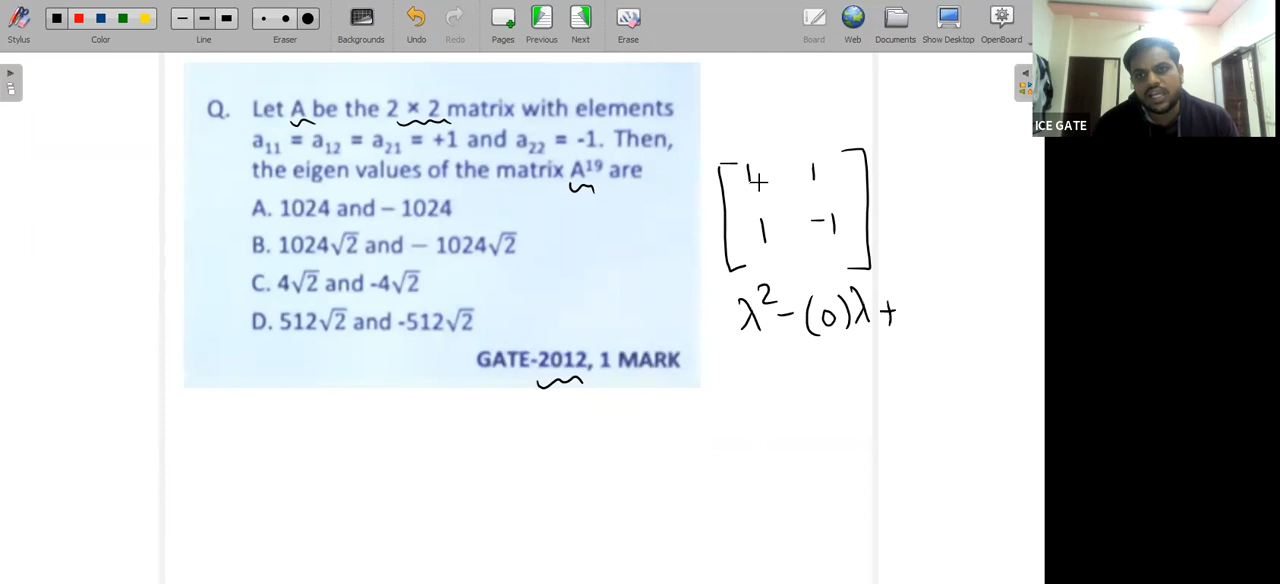 Stylus Color Line Eraser Backgrounds Undo Redo Pages Previous Next Erase Board Web Documents Show Desktop OpenBoard
Q. Let A be the 2 × 2 matrix with elements
a₁₁ = a₁₂ = a₂₁ = +1 and a₂₂ = -1. Then,
the eigen values of the matrix A¹⁹ are
A. 1024 and – 1024
B. 1024√2 and – 1024√2
C. 4√2 and -4√2
D. 512√2 and -512√2
GATE-2012, 1 MARK
1 1
1 -1
λ² - (0)λ +
ICE GATE